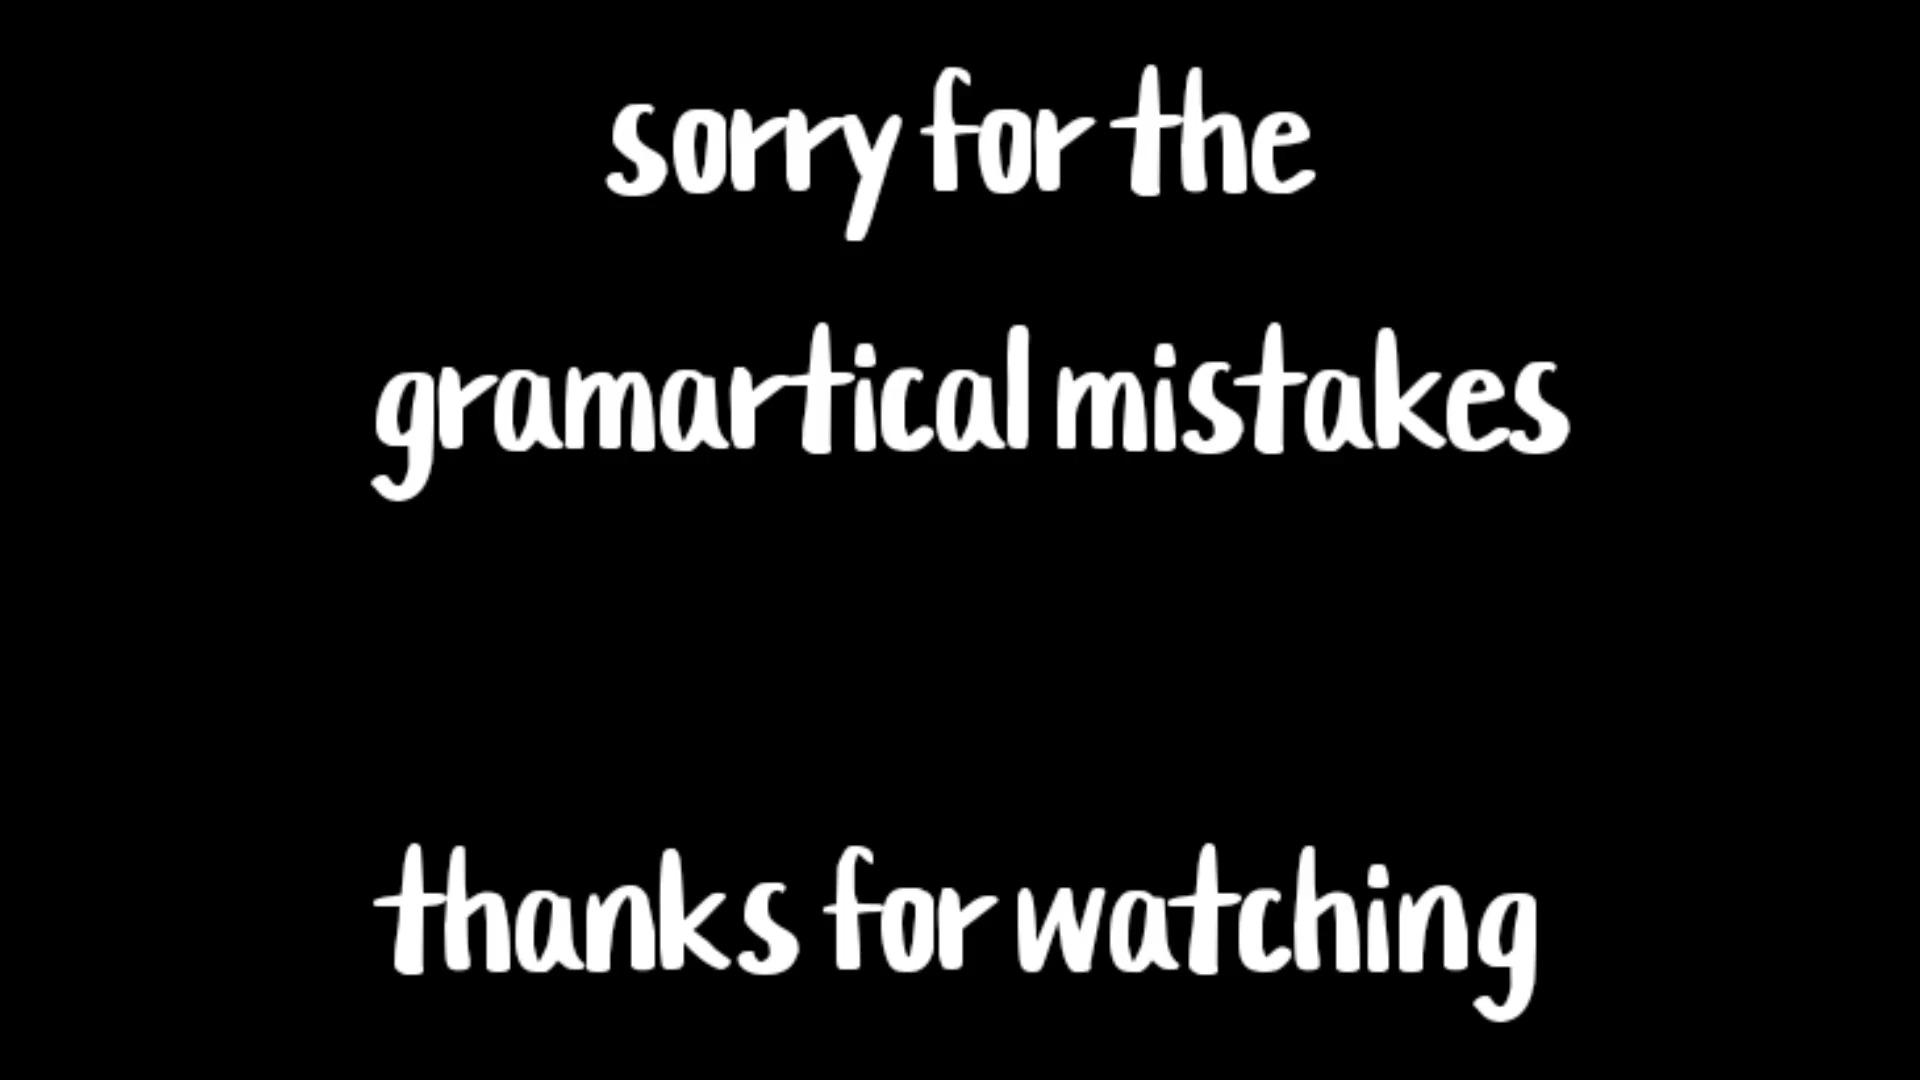 sorry for the
gramartical mistakes
thanks for watching